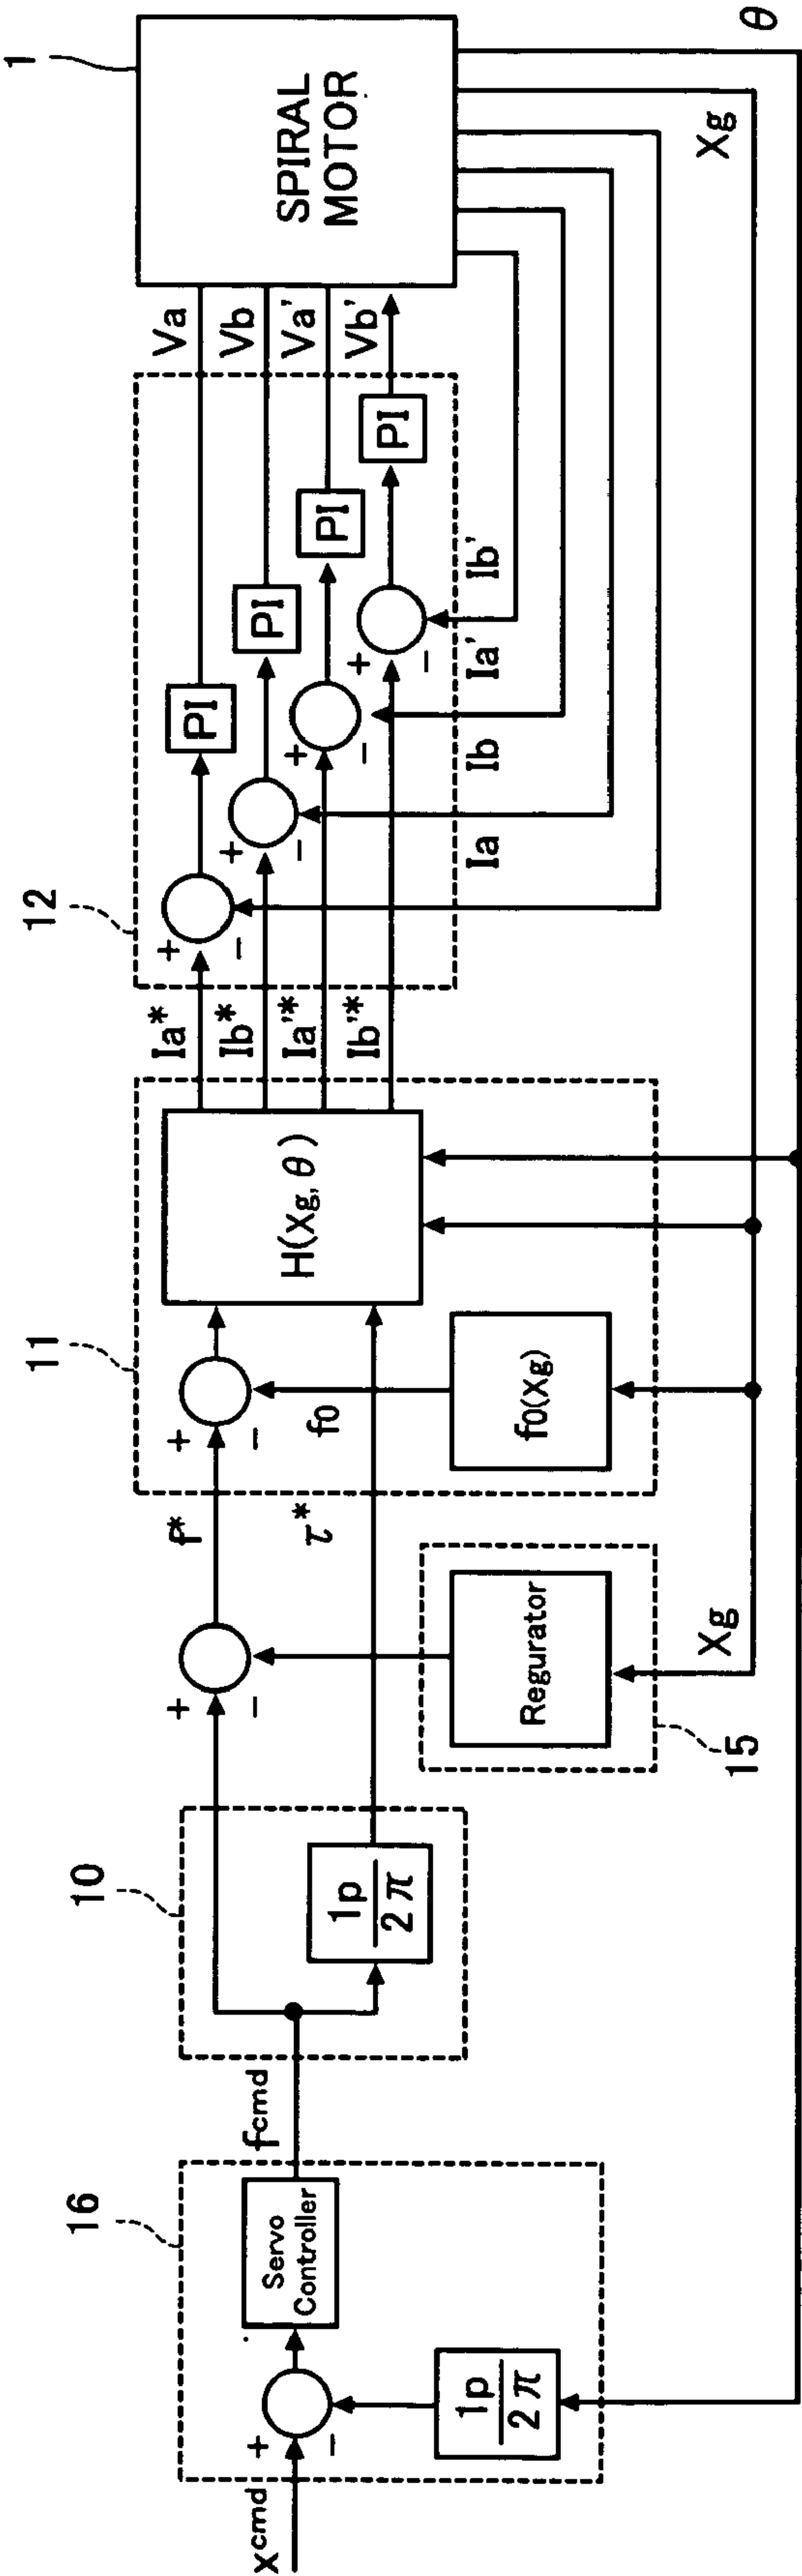 16
10
11
12
1
xcmd
+
−
Servo
Controller
1p
2π
fcmd
1p
2π
+
−
f*
τ*
Regurator
15
Xg
+
−
f0
f0(Xg)
H(Xg, θ)
Ia*
Ib*
Ia'*
Ib'*
+
−
+
−
+
−
+
−
PI
PI
PI
PI
Ia
Ib
Ia'
Ib'
Va
Vb
Va'
Vb'
SPIRAL
MOTOR
Xg
θ